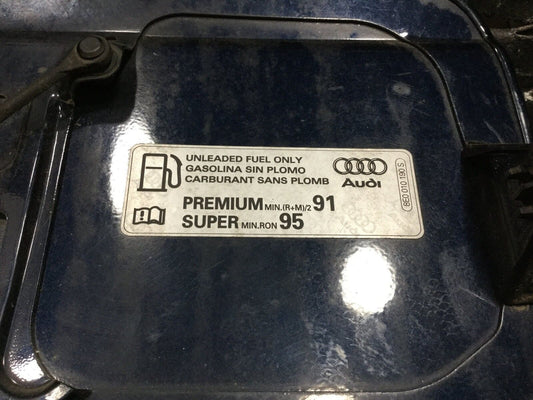 UNLEADED FUEL ONLY
GASOLINA SIN PLOMO
CARBURANT SANS PLOMB
PREMIUM MIN.(R+M)/2 91
SUPER MIN.RON 95
Audi
8E0 010 190 S